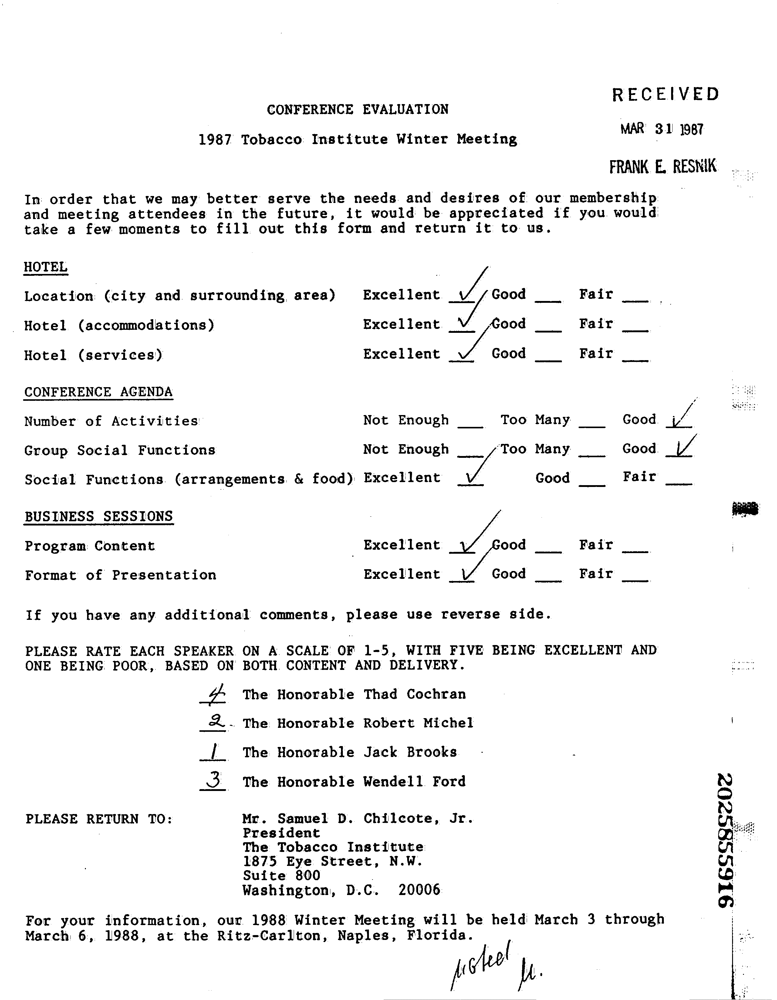 RECEIVED
CONFERENCE EVALUATION
MAR 31 1987
1987 Tobacco Institute Winter Meeting
FRANK E. RESNIK
In order that we may better serve the needs and desires of our membership
and meeting attendees in the future, it would be appreciated if you would
take a few moments to fill out this form and return it to us.
HOTEL
Location (city and surrounding area) Excellent ✓ Good ___ Fair ___
Hotel (accommodations) Excellent ✓ Good ___ Fair ___
Hotel (services) Excellent ✓ Good ___ Fair ___
CONFERENCE AGENDA
Number of Activities Not Enough ___ Too Many ___ Good ✓
Group Social Functions Not Enough ___ Too Many ___ Good ✓
Social Functions (arrangements & food) Excellent ✓ Good ___ Fair ___
BUSINESS SESSIONS
Program Content Excellent ✓ Good ___ Fair ___
Format of Presentation Excellent ✓ Good ___ Fair ___
If you have any additional comments, please use reverse side.
PLEASE RATE EACH SPEAKER ON A SCALE OF 1-5, WITH FIVE BEING EXCELLENT AND
ONE BEING POOR, BASED ON BOTH CONTENT AND DELIVERY.
4 The Honorable Thad Cochran
2 The Honorable Robert Michel
1 The Honorable Jack Brooks
3 The Honorable Wendell Ford
PLEASE RETURN TO: Mr. Samuel D. Chilcote, Jr.
President
The Tobacco Institute
1875 Eye Street, N.W.
Suite 800
Washington, D.C. 20006
For your information, our 1988 Winter Meeting will be held March 3 through
March 6, 1988, at the Ritz-Carlton, Naples, Florida.
2025855916